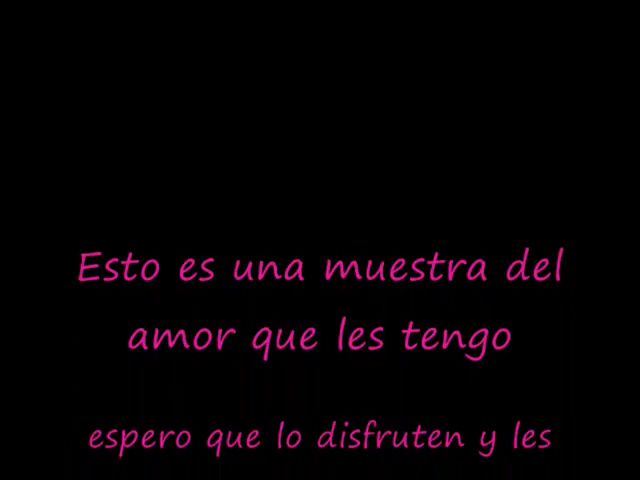 Esto es una muestra del
amor que les tengo
espero que lo disfruten y les